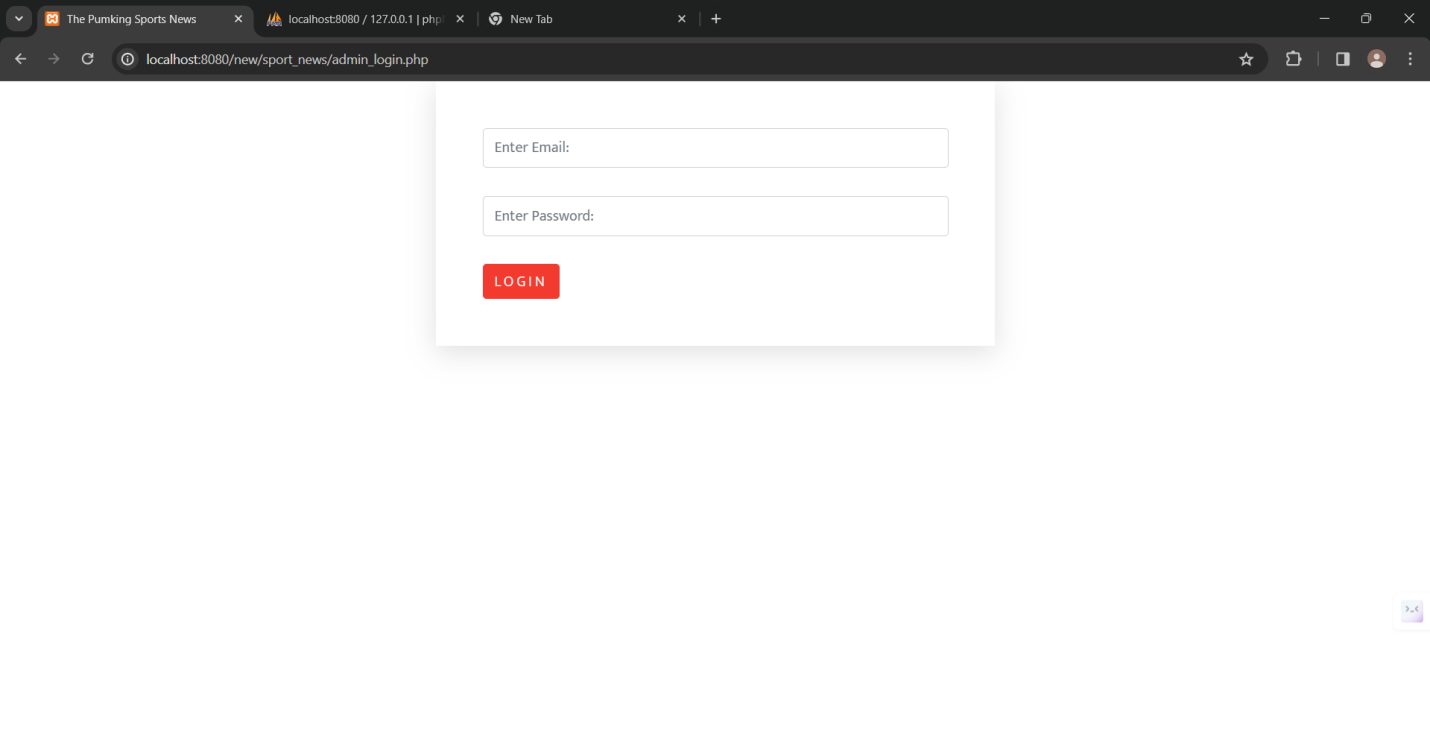 The Pumking Sports News
localhost:8080 / 127.0.0.1 | php
New Tab
localhost:8080/new/sport_news/admin_login.php
Enter Email:
Enter Password:
LOGIN